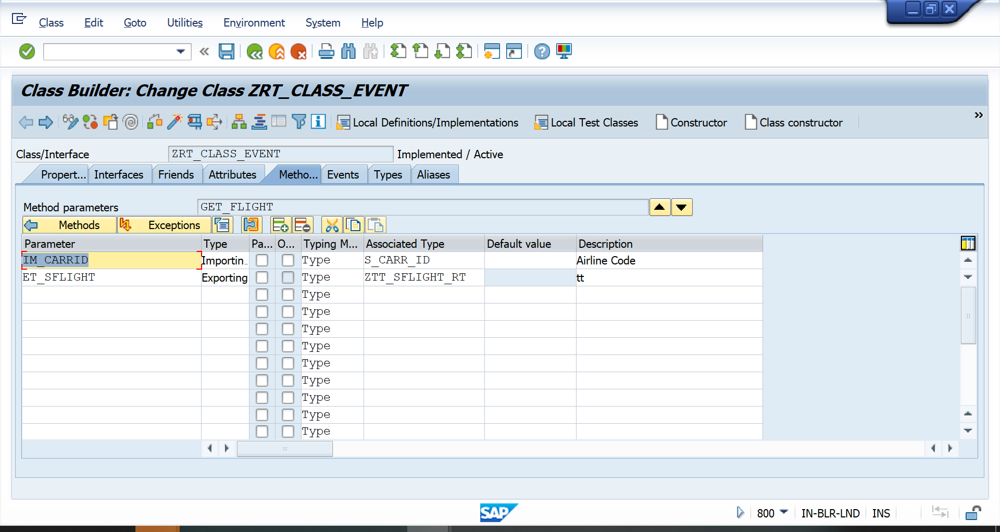 Class Edit Goto Utilities Environment System Help
Class Builder: Change Class ZRT_CLASS_EVENT
Local Definitions/Implementations Local Test Classes Constructor Class constructor
Class/Interface ZRT_CLASS_EVENT Implemented / Active
Propert... Interfaces Friends Attributes Metho... Events Types Aliases
Method parameters GET_FLIGHT
Methods Exceptions
Parameter Type Pa... O... Typing M... Associated Type Default value Description
IM_CARRID Importin... Type S_CARR_ID Airline Code
ET_SFLIGHT Exporting Type ZTT_SFLIGHT_RT tt
Type
Type
Type
Type
Type
Type
Type
Type
Type
SAP 800 IN-BLR-LND INS